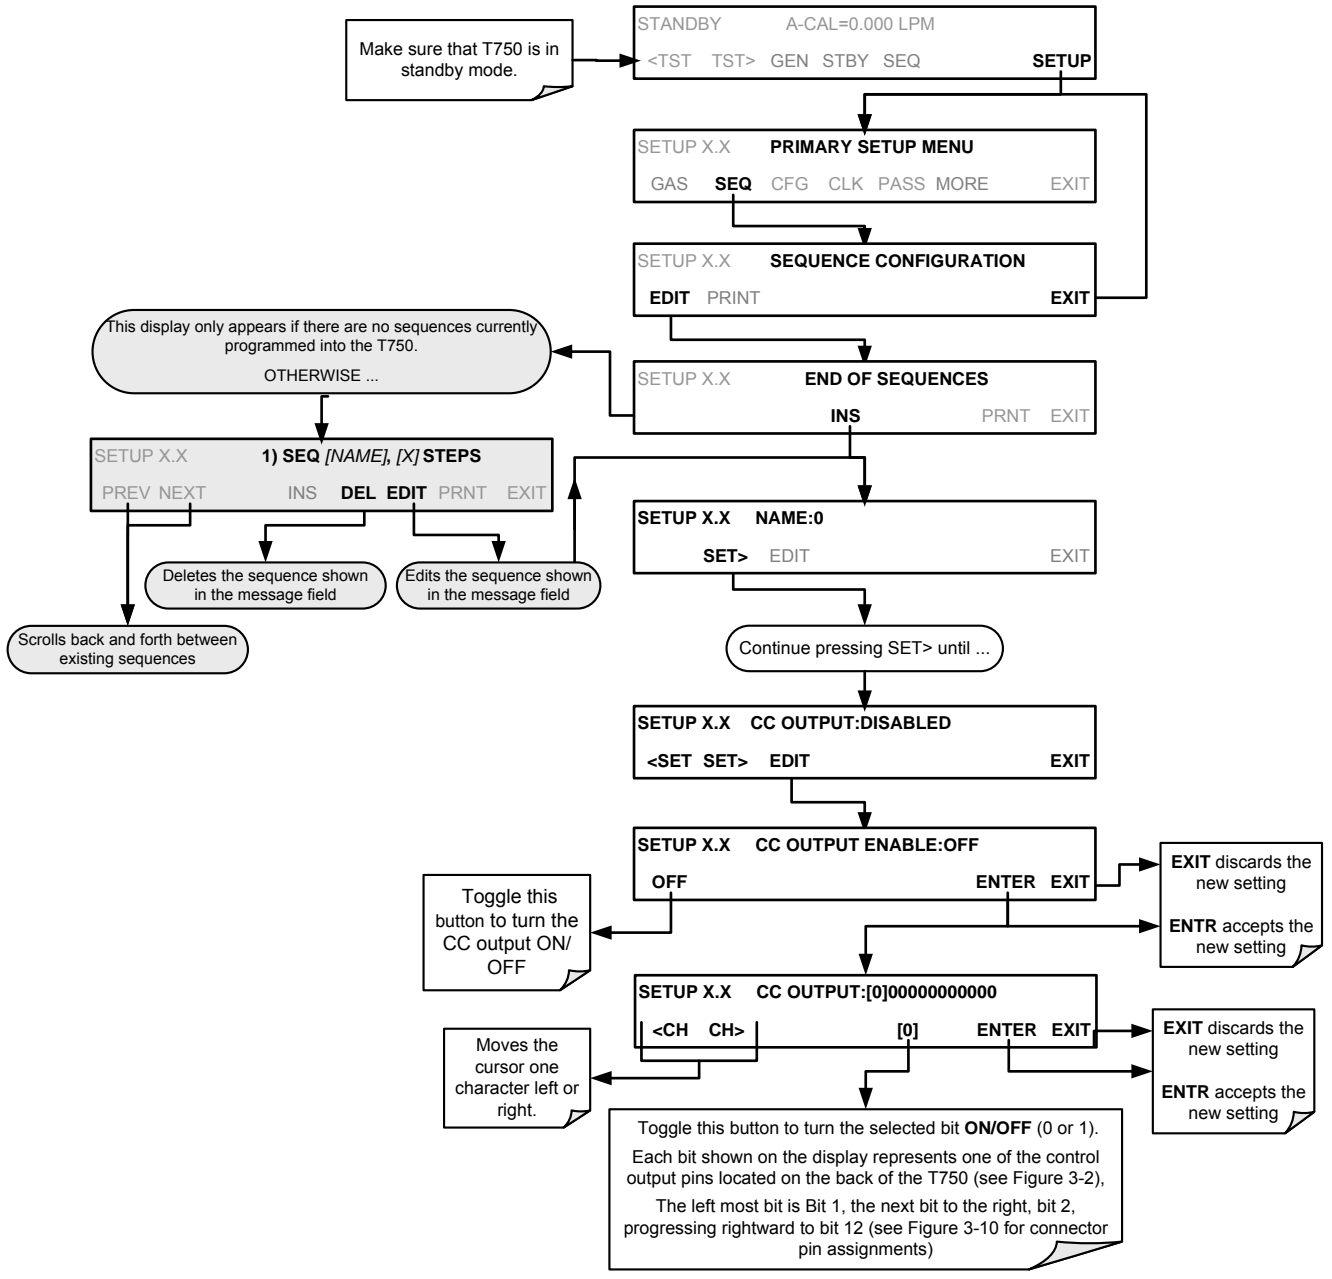 Make sure that T750 is in
standby mode.
STANDBY A-CAL=0.000 LPM
<TST TST> GEN STBY SEQ SETUP
SETUP X.X PRIMARY SETUP MENU
GAS SEQ CFG CLK PASS MORE EXIT
SETUP X.X SEQUENCE CONFIGURATION
EDIT PRINT EXIT
This display only appears if there are no sequences currently
programmed into the T750.
OTHERWISE ...
SETUP X.X END OF SEQUENCES
INS PRNT EXIT
SETUP X.X 1) SEQ [NAME], [X] STEPS
PREV NEXT INS DEL EDIT PRNT EXIT
Deletes the sequence shown
in the message field
Edits the sequence shown
in the message field
Scrolls back and forth between
existing sequences
SETUP X.X NAME:0
SET> EDIT EXIT
Continue pressing SET> until ...
SETUP X.X CC OUTPUT:DISABLED
<SET SET> EDIT EXIT
SETUP X.X CC OUTPUT ENABLE:OFF
OFF ENTER EXIT
Toggle this
button to turn the
CC output ON/
OFF
EXIT discards the
new setting
ENTR accepts the
new setting
SETUP X.X CC OUTPUT:[0]00000000000
<CH CH> [0] ENTER EXIT
Moves the
cursor one
character left or
right.
EXIT discards the
new setting
ENTR accepts the
new setting
Toggle this button to turn the selected bit ON/OFF (0 or 1).
Each bit shown on the display represents one of the control
output pins located on the back of the T750 (see Figure 3-2),
The left most bit is Bit 1, the next bit to the right, bit 2,
progressing rightward to bit 12 (see Figure 3-10 for connector
pin assignments)